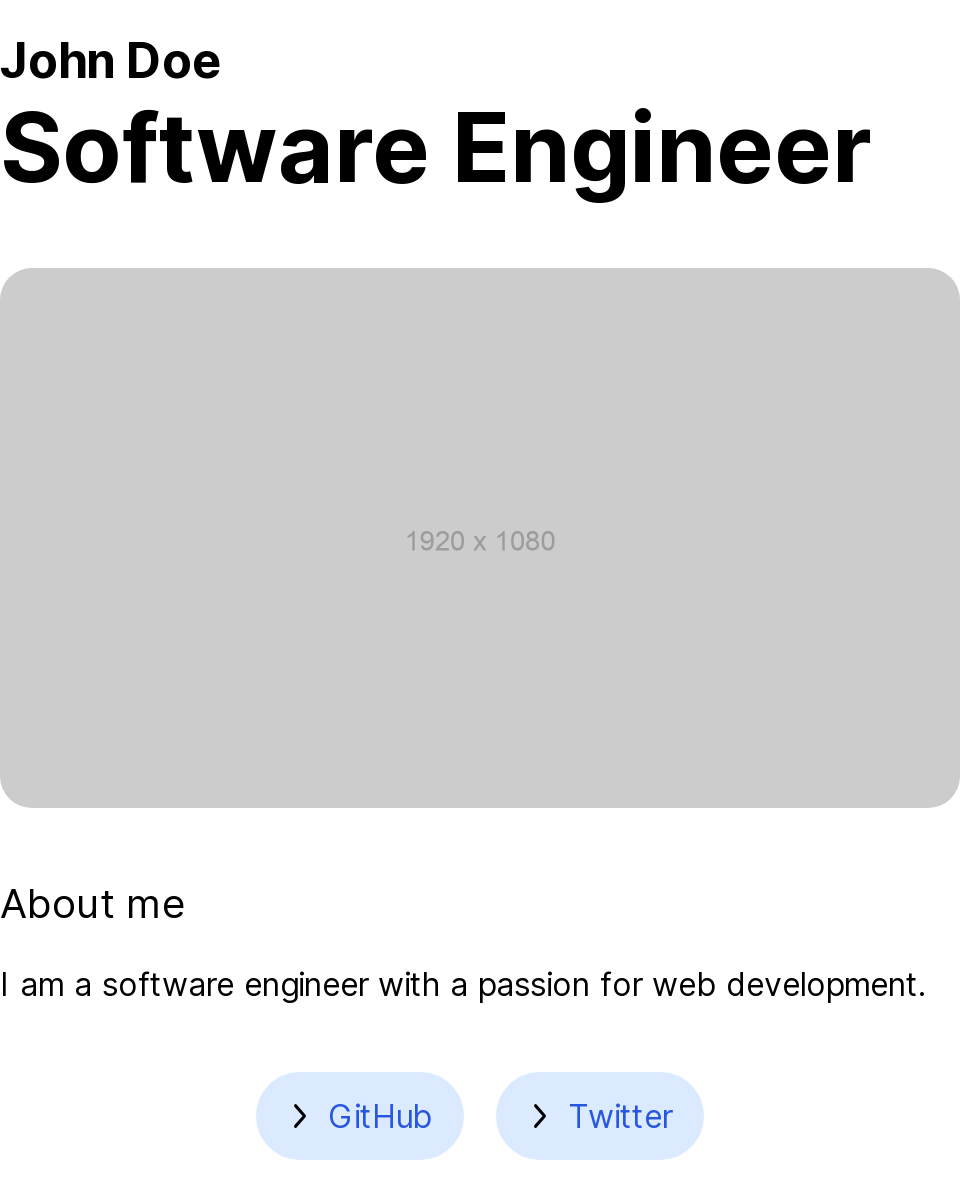 John Doe
Software Engineer
1920 x 1080
About me
I am a software engineer with a passion for web development.
GitHub
Twitter